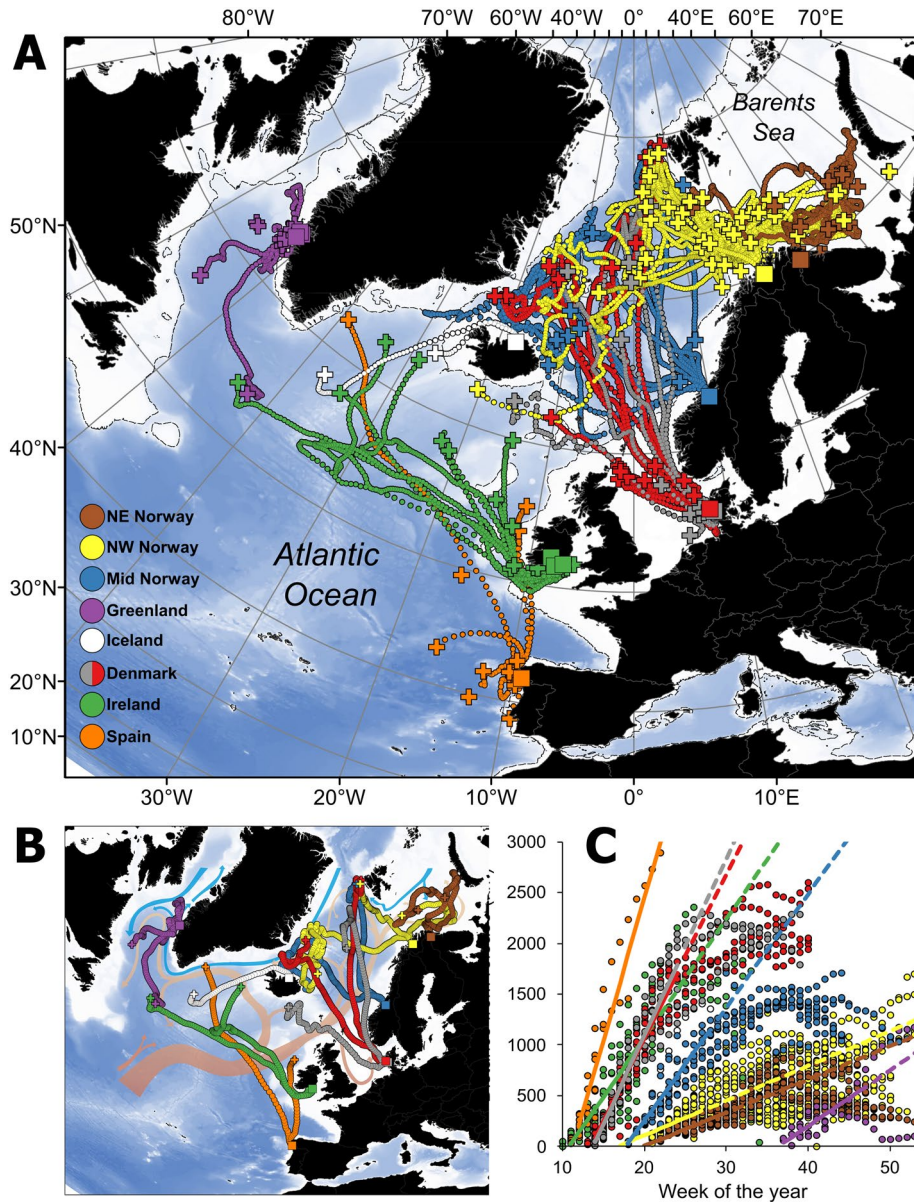 80°W 70°W 60°W 40°W 0° 40°E 60°E 70°E
A
Barents
Sea
50°N
40°N
30°N
20°N
10°N
NE Norway
NW Norway
Mid Norway
Greenland
Iceland
Denmark
Ireland
Spain
Atlantic
Ocean
30°W 20°W 10°W 0 10°E
B
C
3000
2500
2000
1500
1000
500
0
10 20 30 40 50
Week of the year